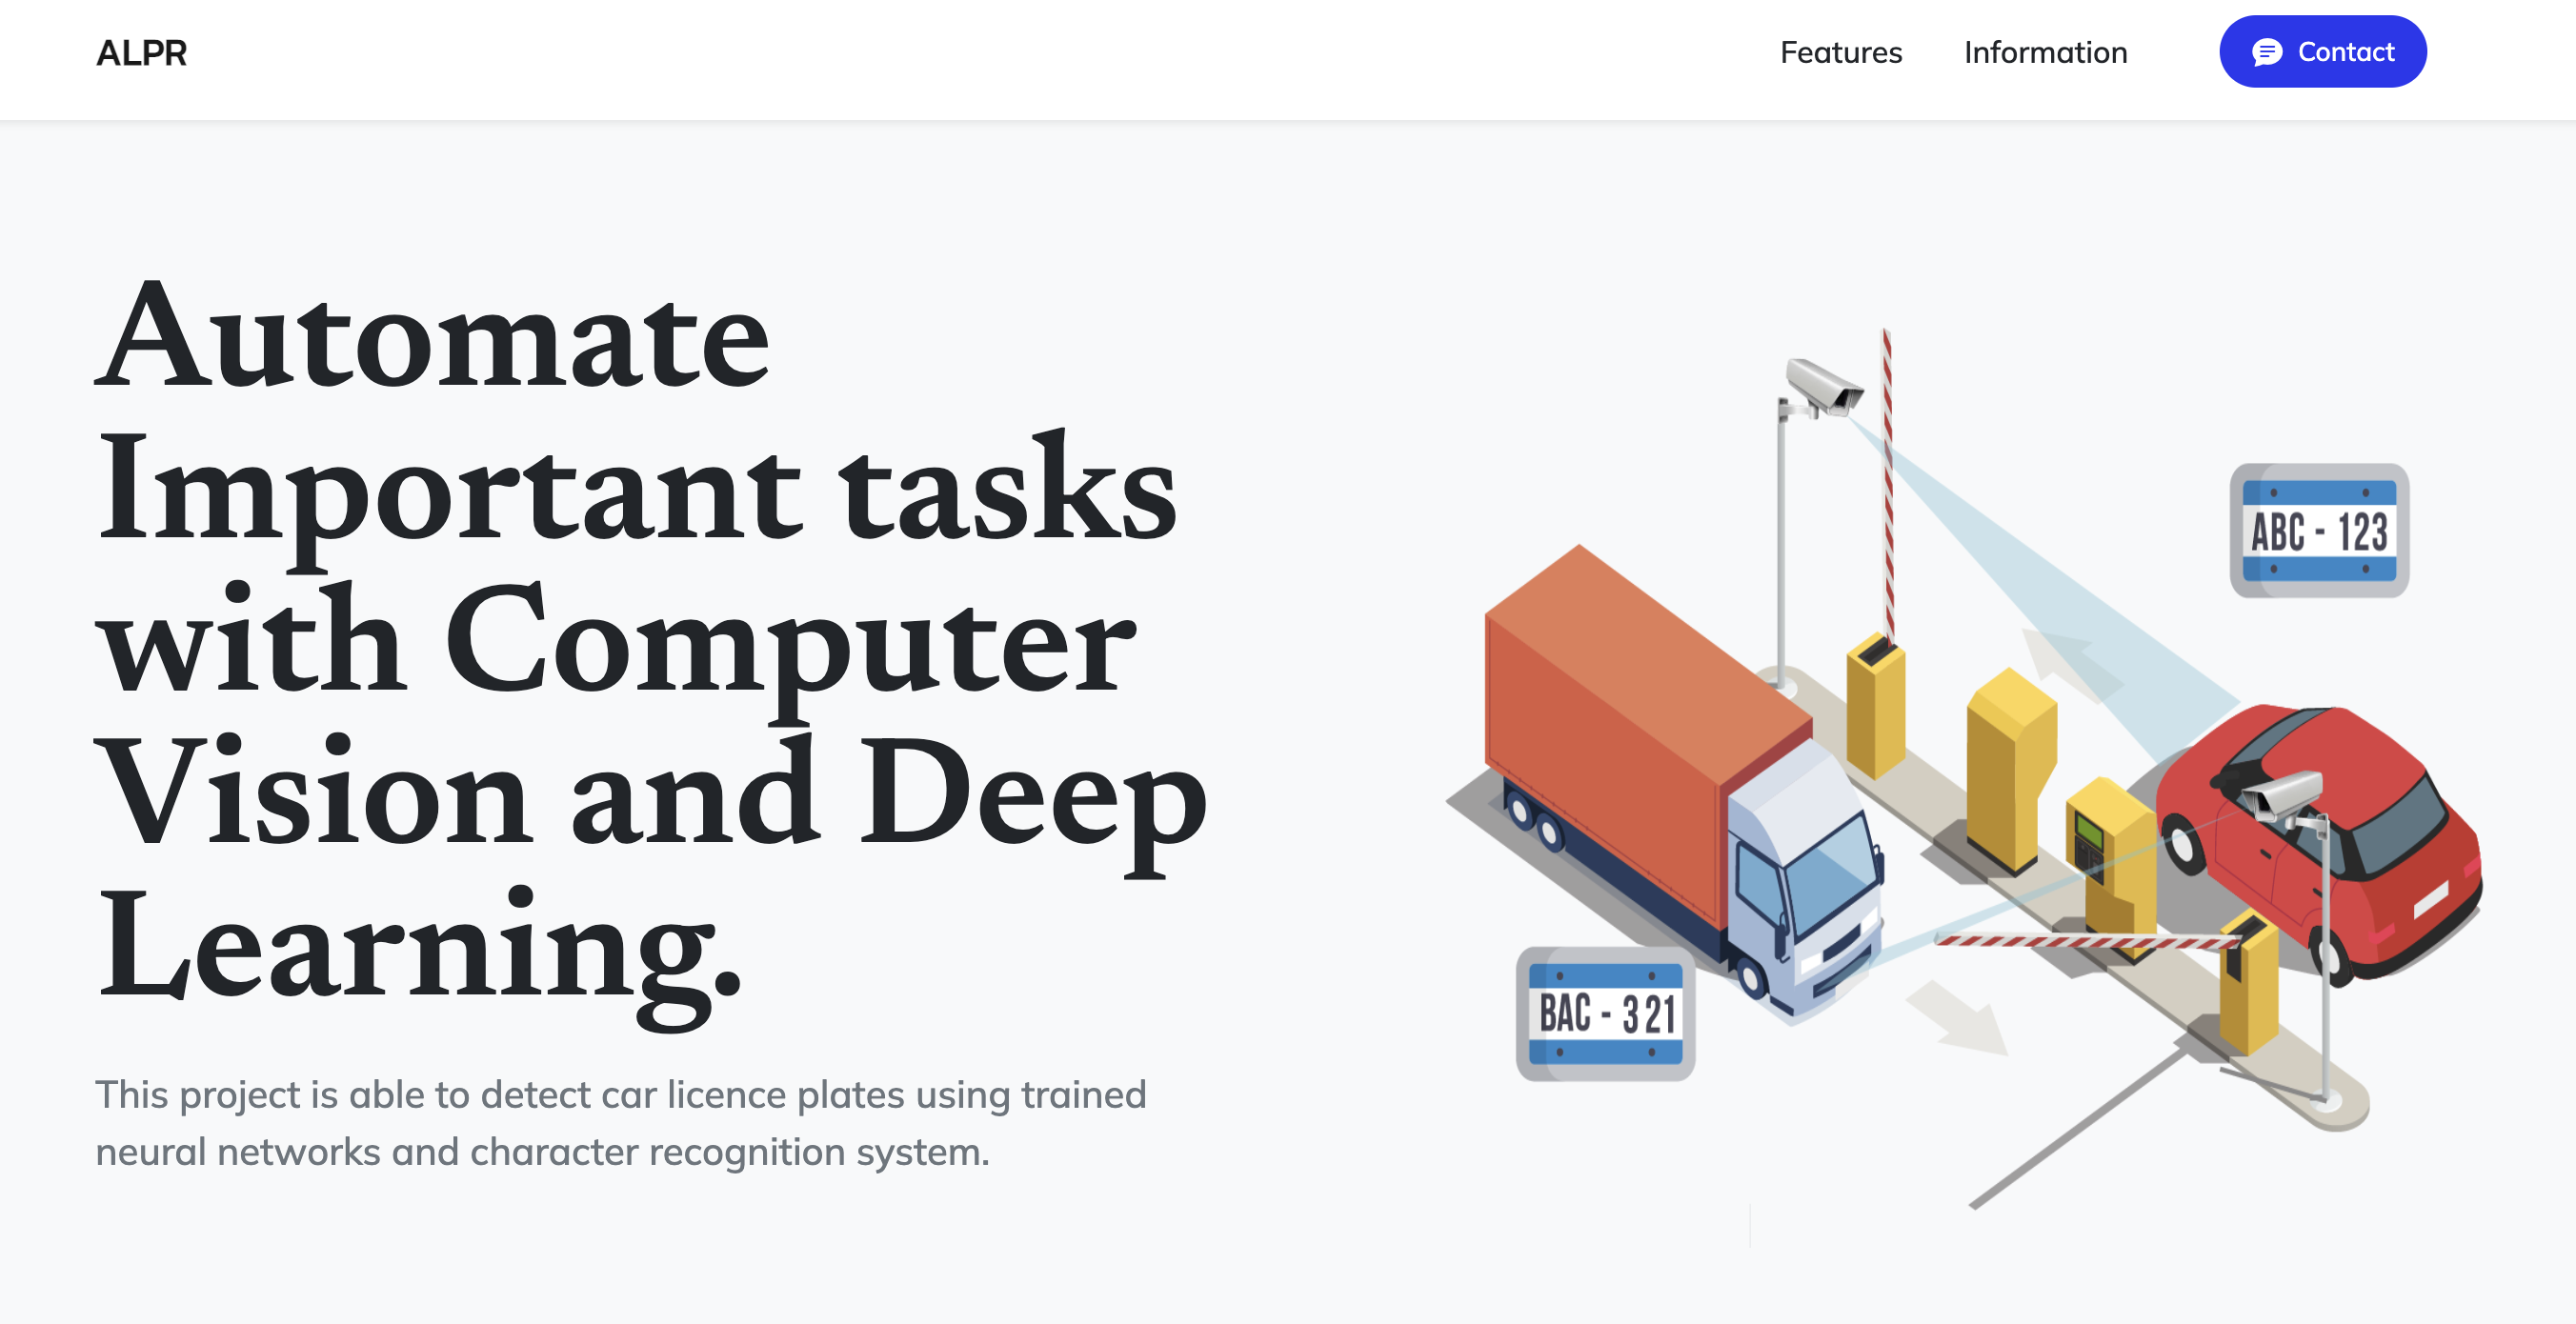 ALPR
Features
Information
Contact
Automate
Important tasks
with Computer
Vision and Deep
Learning.
This project is able to detect car licence plates using trained
neural networks and character recognition system.
ABC - 123
BAC - 321